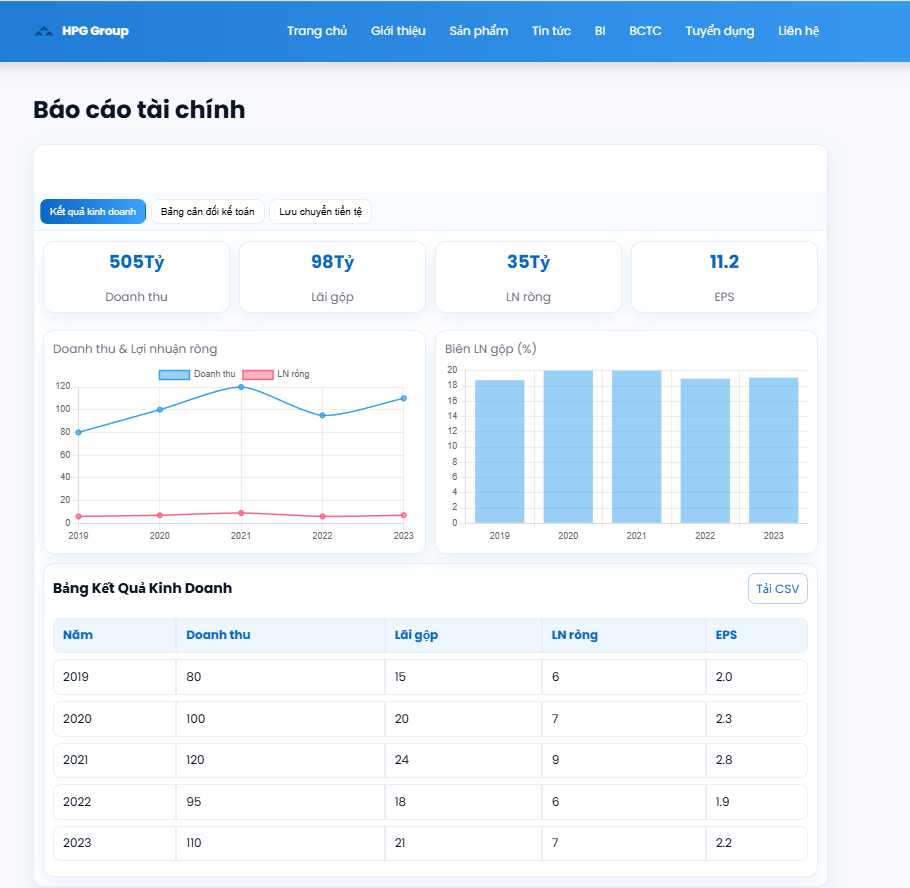 HPG Group Trang chủ Giới thiệu Sản phẩm Tin tức BI BCTC Tuyển dụng Liên hệ
Báo cáo tài chính
Kết quả kinh doanh Bảng cân đối kế toán Lưu chuyển tiền tệ
505Tỷ 98Tỷ 35Tỷ 11.2
Doanh thu Lãi gộp LN ròng EPS
Doanh thu & Lợi nhuận ròng
Doanh thu LN ròng
120
100
80
60
40
20
0
2019 2020 2021 2022 2023
Biên LN gộp (%)
20
18
16
14
12
10
8
6
4
2
0
2019 2020 2021 2022 2023
Bảng Kết Quả Kinh Doanh Tải CSV
Năm Doanh thu Lãi gộp LN ròng EPS
2019 80 15 6 2.0
2020 100 20 7 2.3
2021 120 24 9 2.8
2022 95 18 6 1.9
2023 110 21 7 2.2